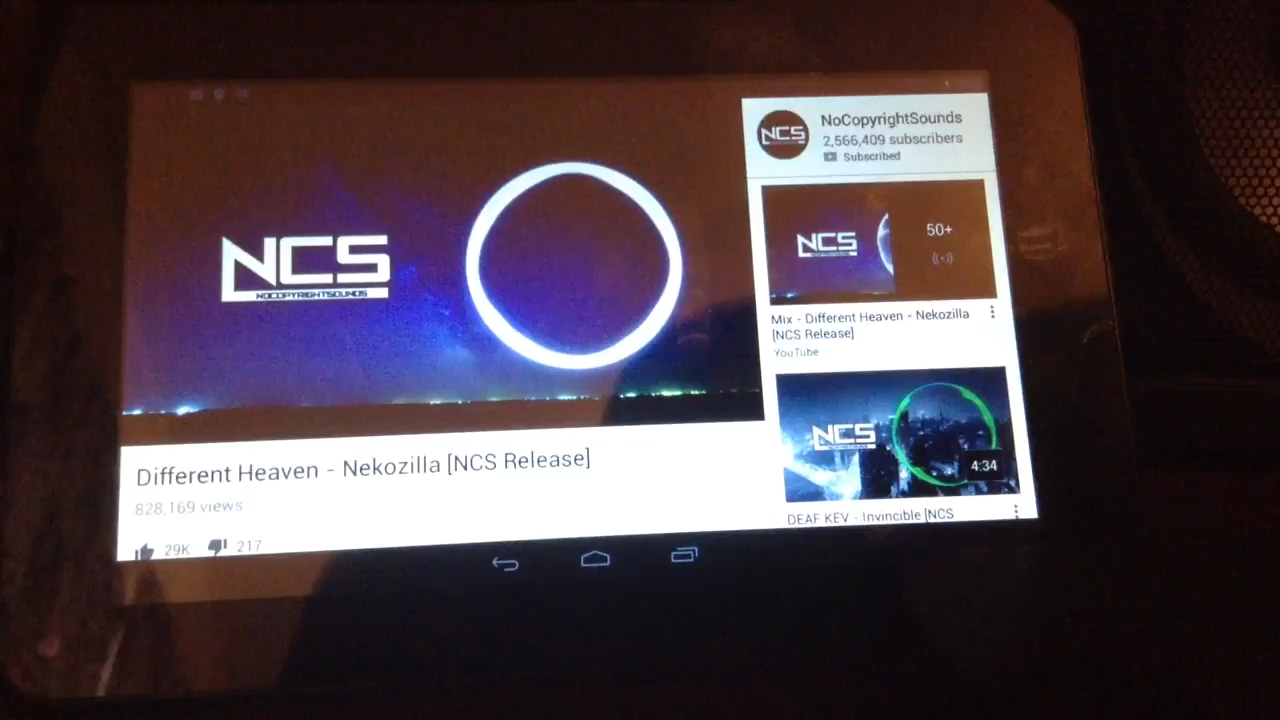 NCS
NOCOPYRIGHTSOUNDS
Different Heaven - Nekozilla [NCS Release]
828,169 views
29K 217
NCS
NoCopyrightSounds
2,566,409 subscribers
Subscribed
NCS
50+
Mix - Different Heaven - Nekozilla
[NCS Release]
YouTube
NCS
4:34
DEAF KEV - Invincible [NCS